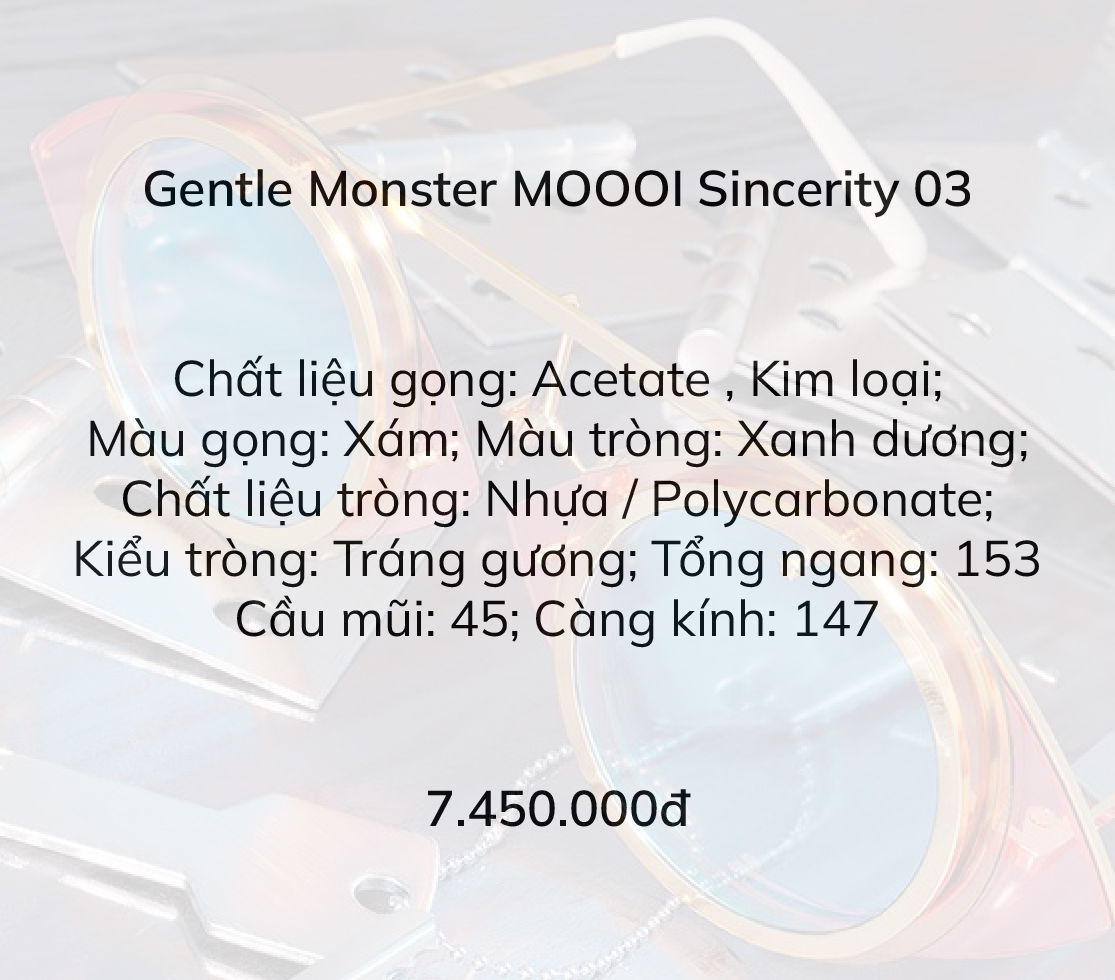 Gentle Monster MOOOI Sincerity 03
Chất liệu gọng: Acetate , Kim loại;
Màu gọng: Xám; Màu tròng: Xanh dương;
Chất liệu tròng: Nhựa / Polycarbonate;
Kiểu tròng: Tráng gương; Tổng ngang: 153
Cầu mũi: 45; Càng kính: 147
7.450.000đ